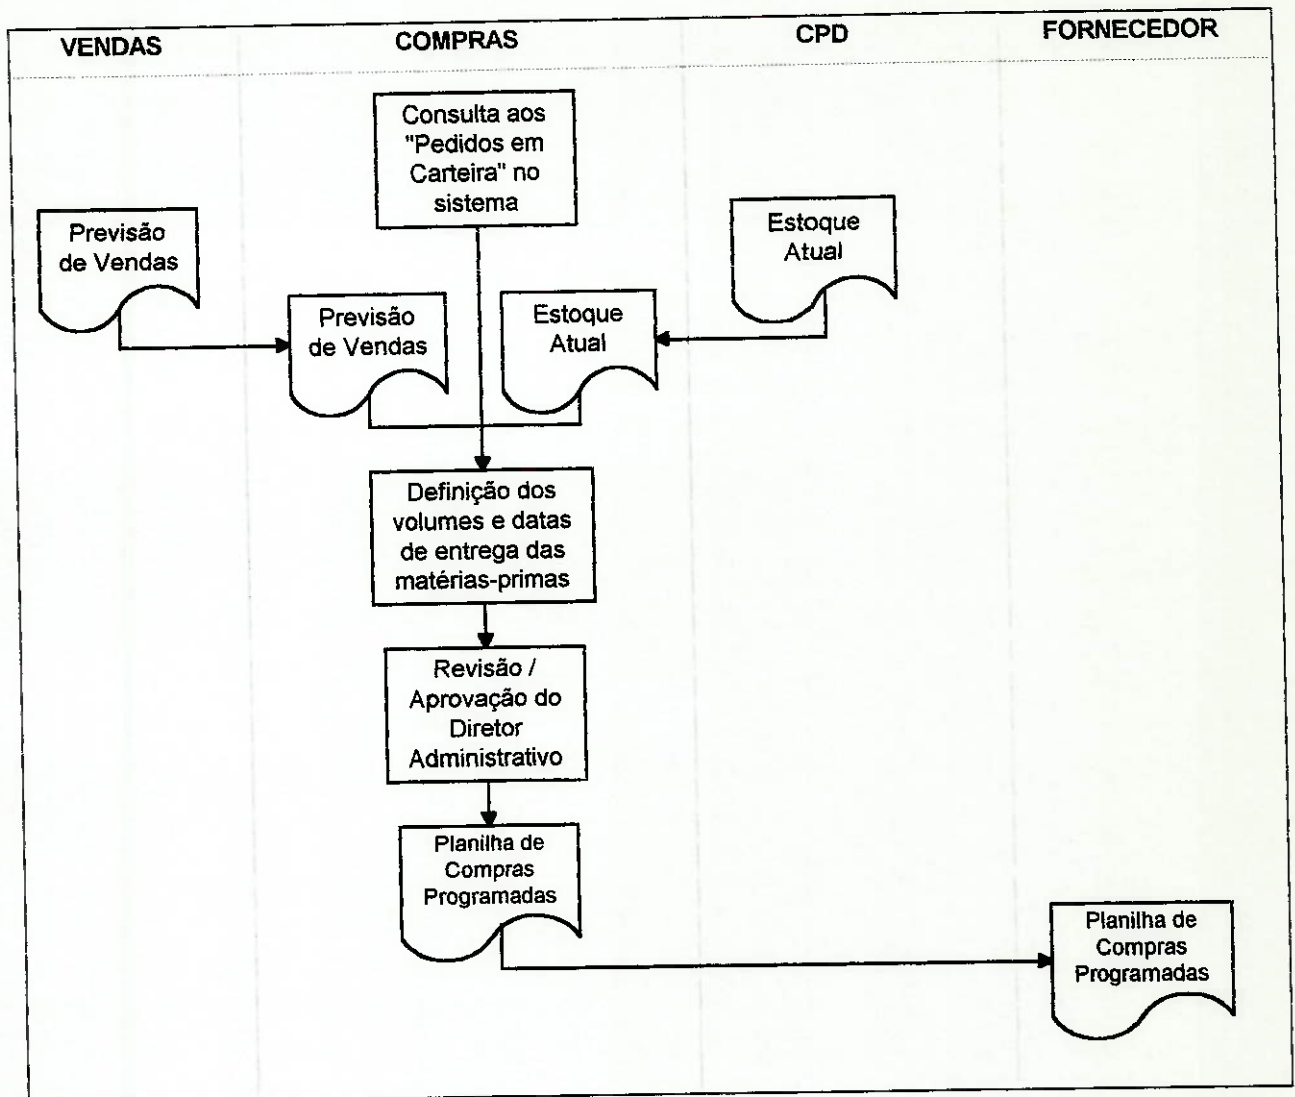 VENDAS
COMPRAS
CPD
FORNECEDOR
Consulta aos
"Pedidos em
Carteira" no
sistema
Previsão
de Vendas
Estoque
Atual
Previsão
de Vendas
Estoque
Atual
Definição dos
volumes e datas
de entrega das
matérias-primas
Revisão /
Aprovação do
Diretor
Administrativo
Planilha de
Compras
Programadas
Planilha de
Compras
Programadas